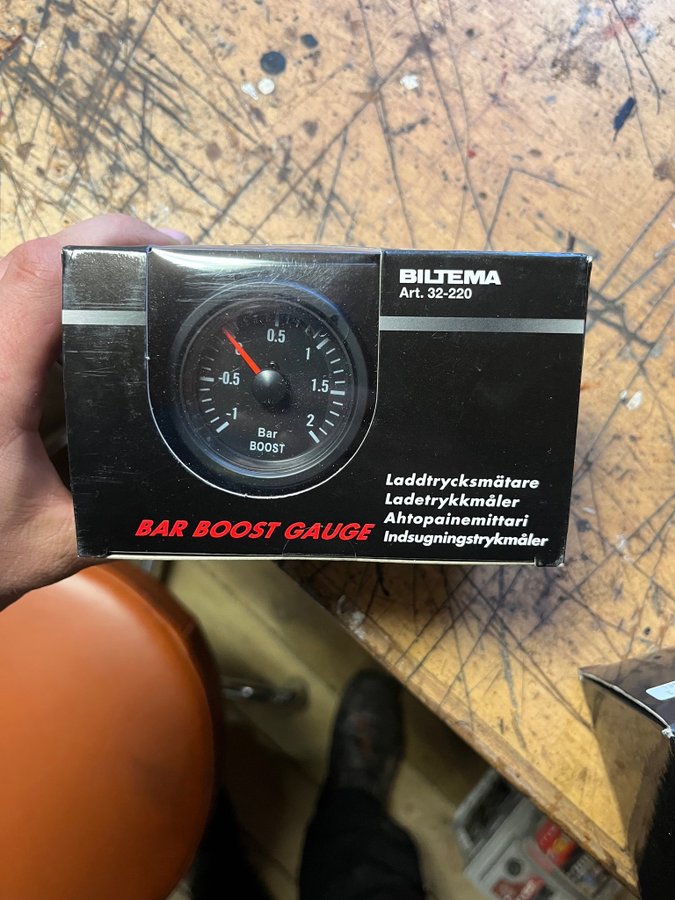 BILTEMA
Art. 32-220
0
0.5
1
-0.5
1.5
-1
2
Bar
BOOST
Laddtrycksmätare
Ladetrykkmåler
Ahtopainemittari
Indsugningstrykmåler
BAR BOOST GAUGE